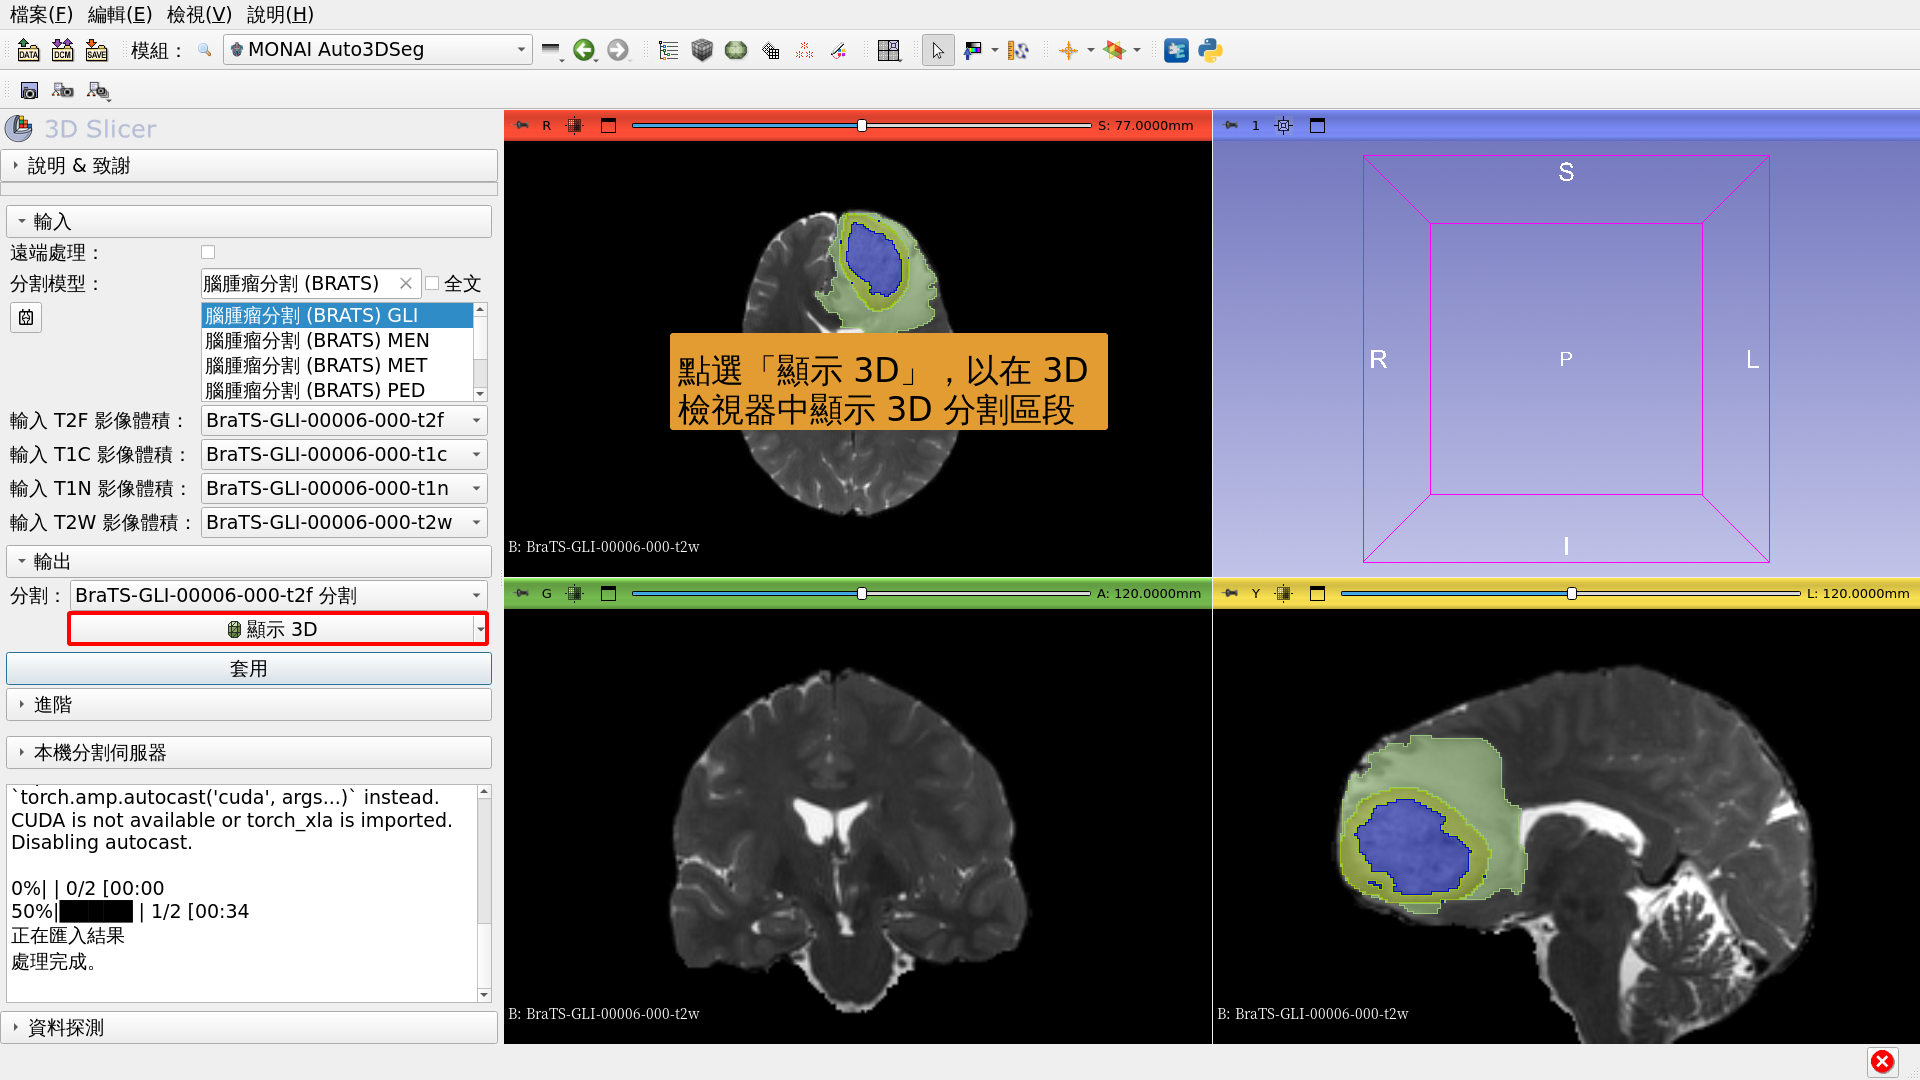 檔案(F) 編輯(E) 檢視(V) 說明(H)
DATA DCM SAVE 模組： MONAI Auto3DSeg
3D Slicer
說明 & 致謝
輸入
遠端處理：
分割模型： 腦腫瘤分割 (BRATS) 全文
腦腫瘤分割 (BRATS) GLI
腦腫瘤分割 (BRATS) MEN
腦腫瘤分割 (BRATS) MET
腦腫瘤分割 (BRATS) PED
輸入 T2F 影像體積： BraTS-GLI-00006-000-t2f
輸入 T1C 影像體積： BraTS-GLI-00006-000-t1c
輸入 T1N 影像體積： BraTS-GLI-00006-000-t1n
輸入 T2W 影像體積： BraTS-GLI-00006-000-t2w
輸出
分割： BraTS-GLI-00006-000-t2f 分割
顯示 3D
套用
進階
本機分割伺服器
`torch.amp.autocast('cuda', args...)` instead.
CUDA is not available or torch_xla is imported.
Disabling autocast.
0%| | 0/2 [00:00
50%|█████ | 1/2 [00:34
正在匯入結果
處理完成。
資料探測
R S: 77.0000mm
點選「顯示 3D」，以在 3D
檢視器中顯示 3D 分割區段
B: BraTS-GLI-00006-000-t2w
1
S
R P L
I
G A: 120.0000mm
B: BraTS-GLI-00006-000-t2w
Y L: 120.0000mm
B: BraTS-GLI-00006-000-t2w